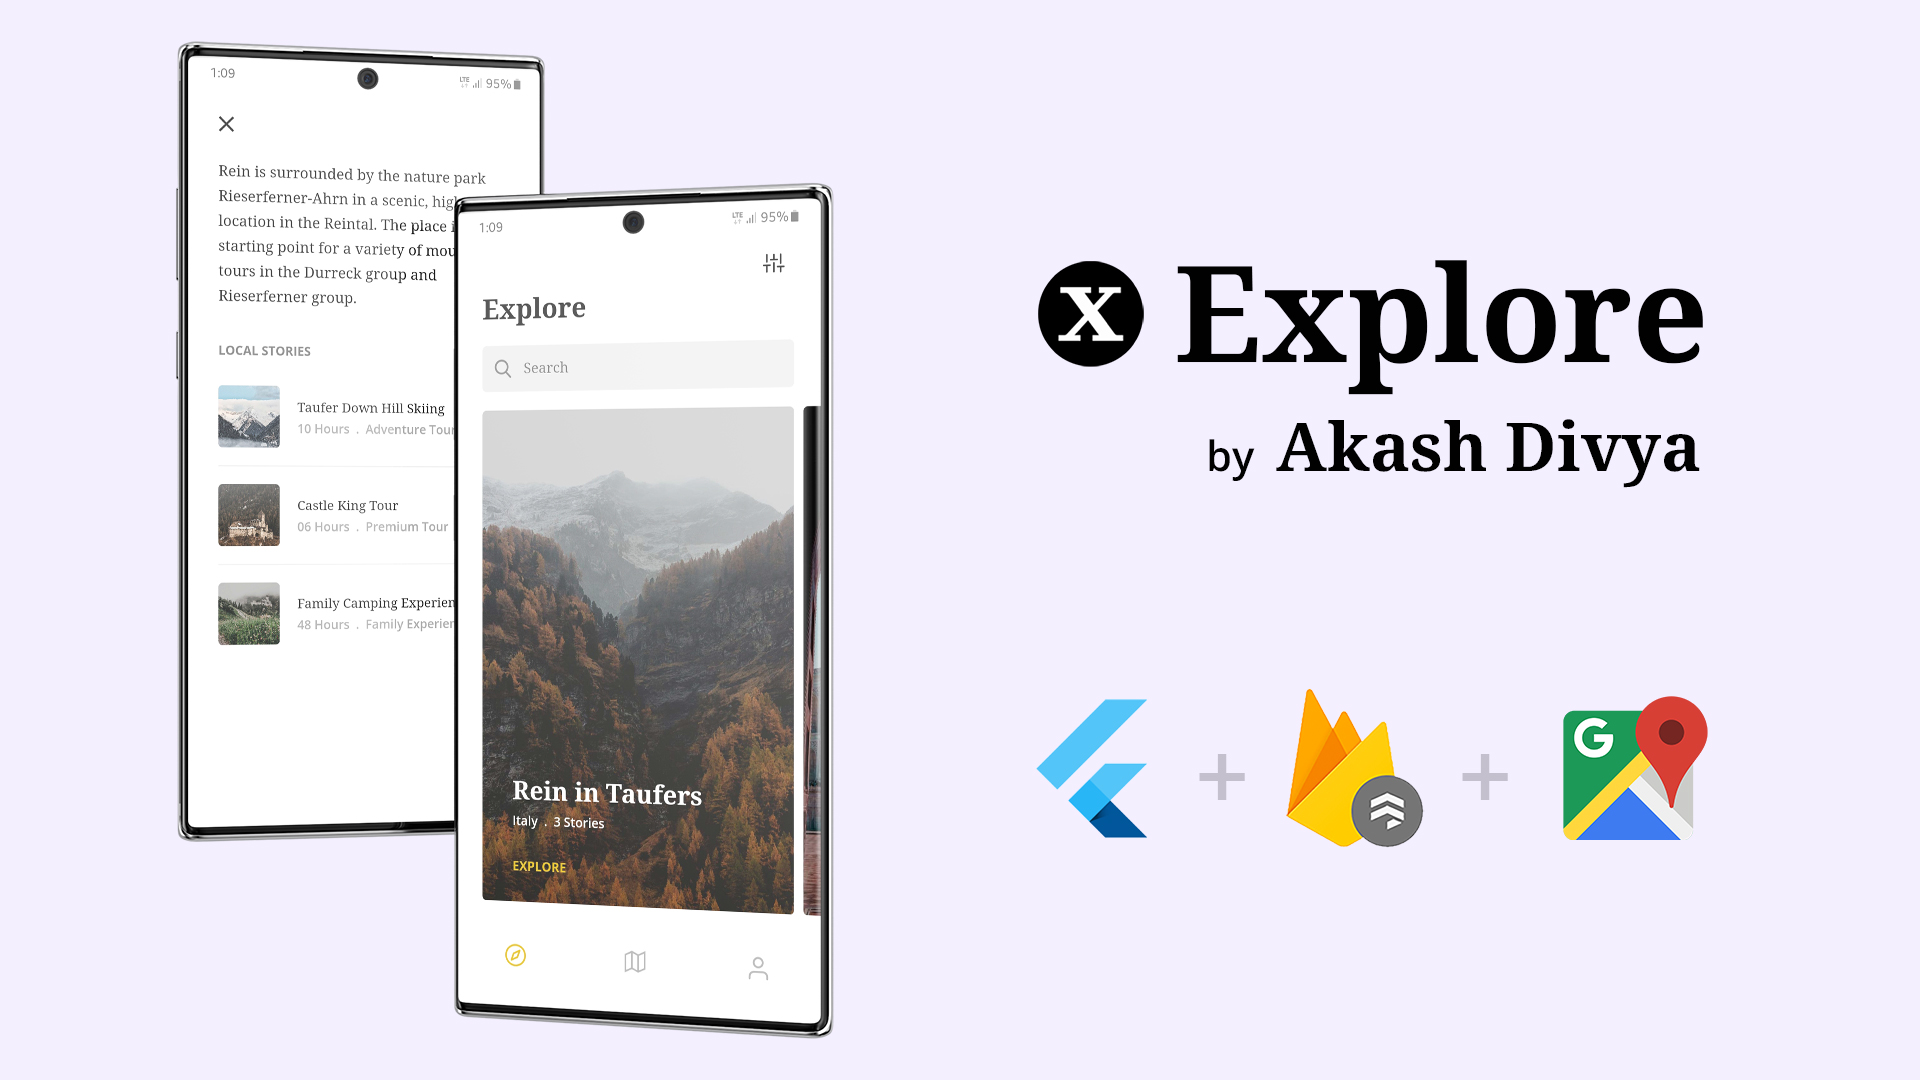 1:09
LTE 95%
Rein is surrounded by the nature park
Rieserferner-Ahrn in a scenic, hig
location in the Reintal. The place i
starting point for a variety of mou
tours in the Durreck group and
Rieserferner group.
LOCAL STORIES
Taufer Down Hill Skiing
10 Hours . Adventure Tour
Castle King Tour
06 Hours . Premium Tour
Family Camping Experien
48 Hours . Family Experien
1:09
LTE 95%
Explore
Search
Rein in Taufers
Italy . 3 Stories
EXPLORE
x Explore
by Akash Divya
+ +
G